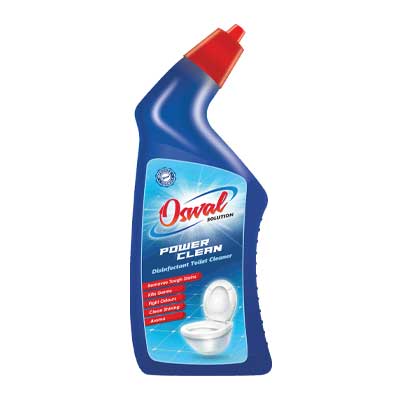 Oswal
SOLUTION
POWER
CLEAN
Disinfectant Toilet Cleaner
Removes Tough Stains
Kills Germs
Fight Odours
Clean Shining
Aroma